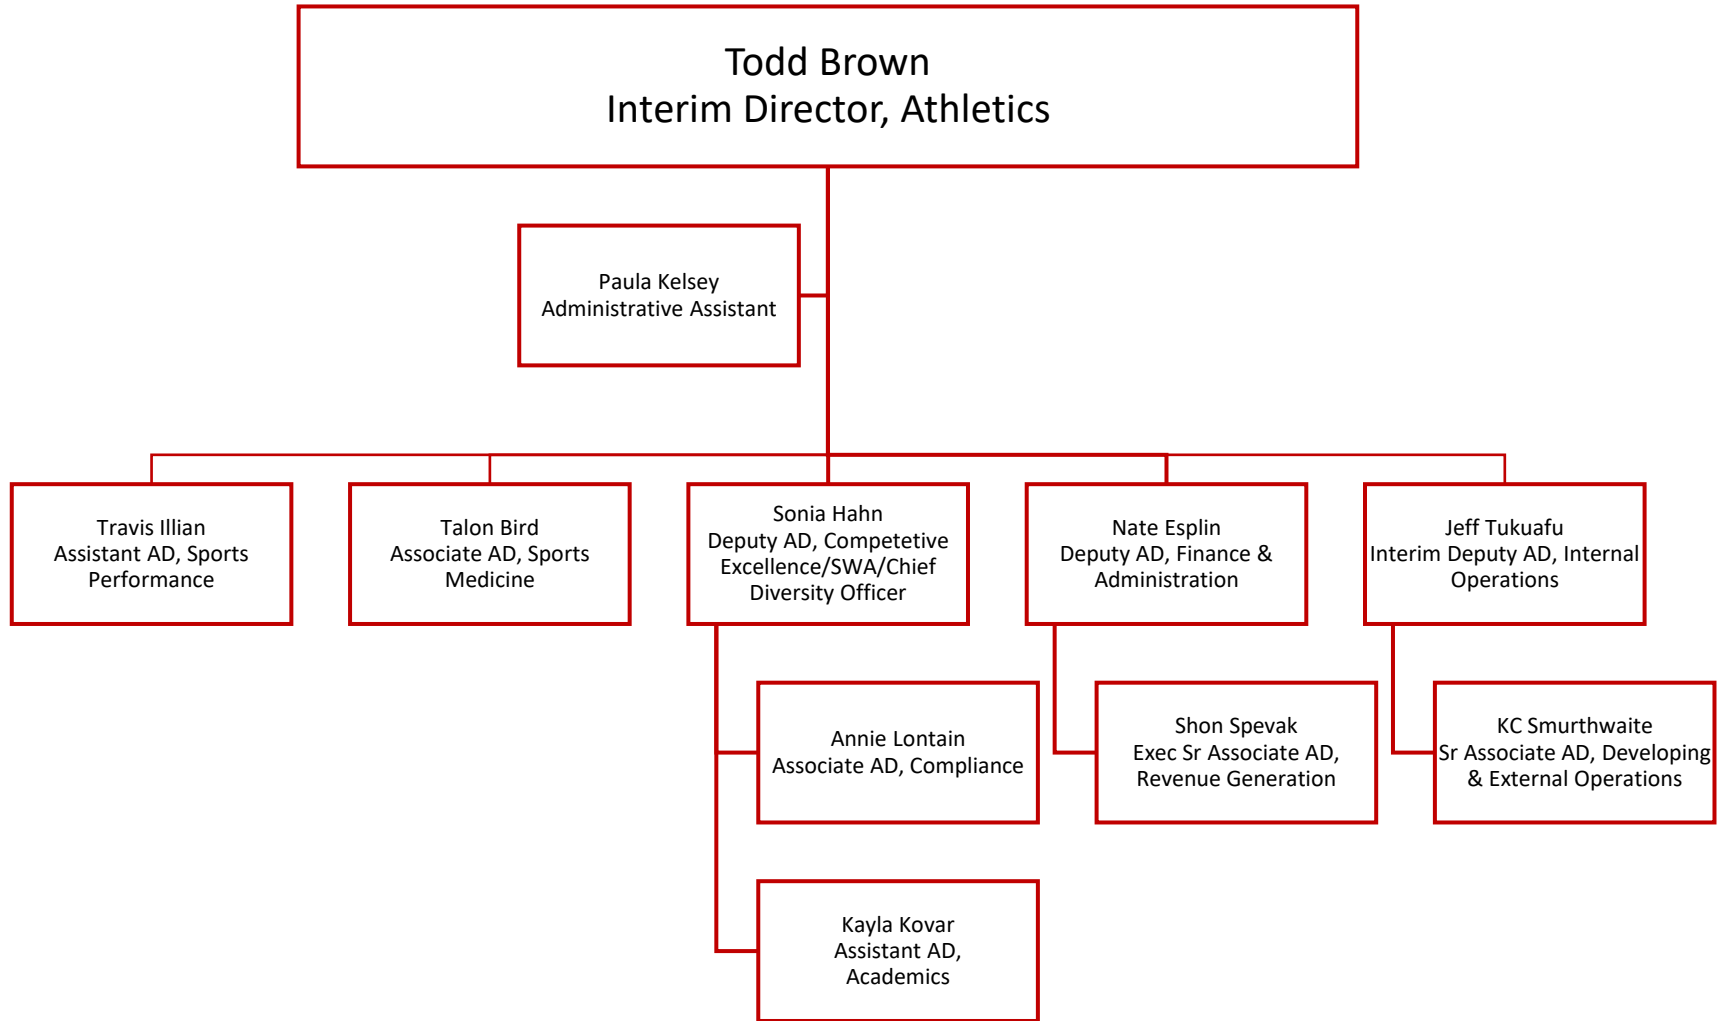 Todd Brown
Interim Director, Athletics
Paula Kelsey
Administrative Assistant
Travis Illian
Assistant AD, Sports
Performance
Talon Bird
Associate AD, Sports
Medicine
Sonia Hahn
Deputy AD, Competetive
Excellence/SWA/Chief
Diversity Officer
Nate Esplin
Deputy AD, Finance &
Administration
Jeff Tukuafu
Interim Deputy AD, Internal
Operations
Annie Lontain
Associate AD, Compliance
Shon Spevak
Exec Sr Associate AD,
Revenue Generation
KC Smurthwaite
Sr Associate AD, Developing
& External Operations
Kayla Kovar
Assistant AD,
Academics